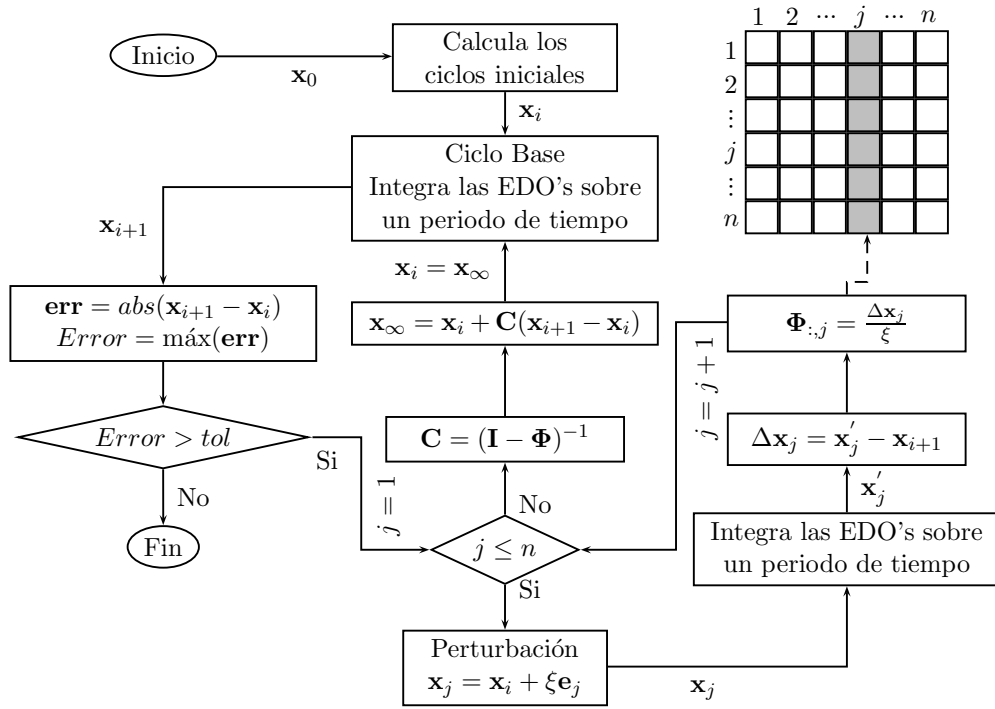 Inicio
x₀
Calcula los
ciclos iniciales
xᵢ
Ciclo Base
Integra las EDO's sobre
un periodo de tiempo
xᵢ₊₁
err = abs(xᵢ₊₁ − xᵢ)
Error = máx(err)
Error > tol
Si
No
Fin
j = 1
xᵢ = x∞
x∞ = xᵢ + C(xᵢ₊₁ − xᵢ)
C = (I − Φ)⁻¹
No
j ≤ n
Si
Perturbación
xⱼ = xᵢ + ξeⱼ
xⱼ
Integra las EDO's sobre
un periodo de tiempo
x′ⱼ
Δxⱼ = x′ⱼ − xᵢ₊₁
Φ:,ⱼ = Δxⱼ/ξ
j = j + 1
1 2 ··· j ··· n
1
2
⋮
j
⋮
n